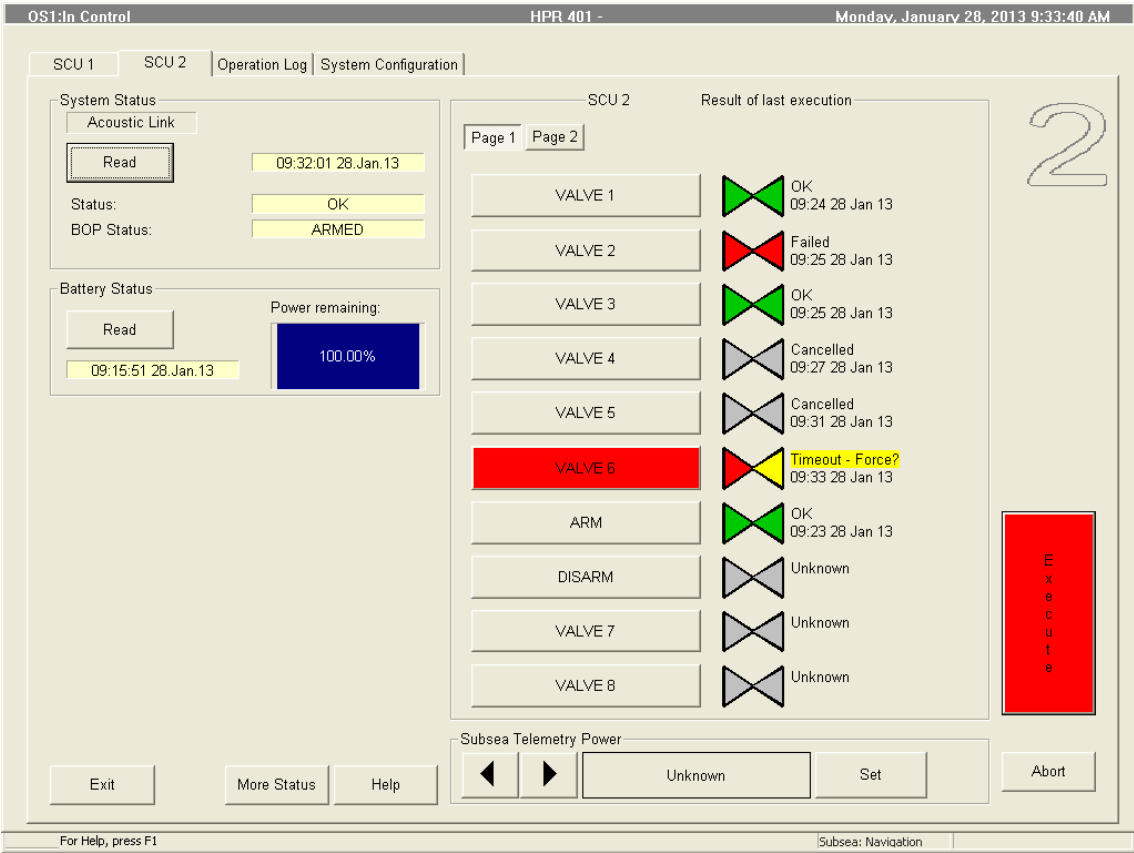 OS1:In Control HPR 401 - Monday, January 28, 2013 9:33:40 AM
SCU 1 SCU 2 Operation Log System Configuration
System Status
Acoustic Link
Read 09:32:01 28.Jan.13
Status: OK
BOP Status: ARMED
Battery Status
Read
Power remaining:
100.00%
09:15:51 28.Jan.13
SCU 2 Result of last execution
Page 1 Page 2
VALVE 1 OK
09:24 28 Jan 13
VALVE 2 Failed
09:25 28 Jan 13
VALVE 3 OK
09:25 28 Jan 13
VALVE 4 Cancelled
09:27 28 Jan 13
VALVE 5 Cancelled
09:31 28 Jan 13
VALVE 6 Timeout - Force?
09:33 28 Jan 13
ARM OK
09:23 28 Jan 13
DISARM Unknown
VALVE 7 Unknown
VALVE 8 Unknown
2
Execute
Subsea Telemetry Power
Unknown Set
Abort
Exit More Status Help
For Help, press F1 Subsea: Navigation